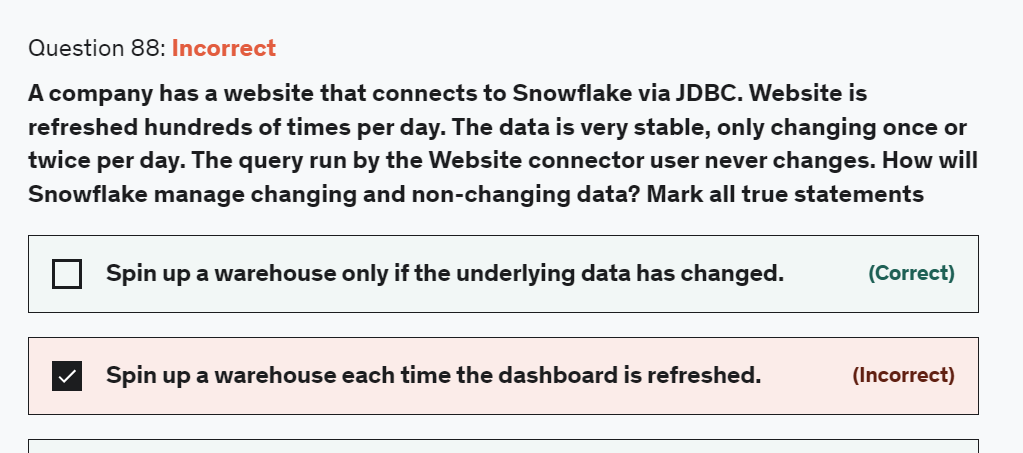 Question 88: Incorrect
A company has a website that connects to Snowflake via JDBC. Website is
refreshed hundreds of times per day. The data is very stable, only changing once or
twice per day. The query run by the Website connector user never changes. How will
Snowflake manage changing and non-changing data? Mark all true statements
Spin up a warehouse only if the underlying data has changed. (Correct)
Spin up a warehouse each time the dashboard is refreshed. (Incorrect)